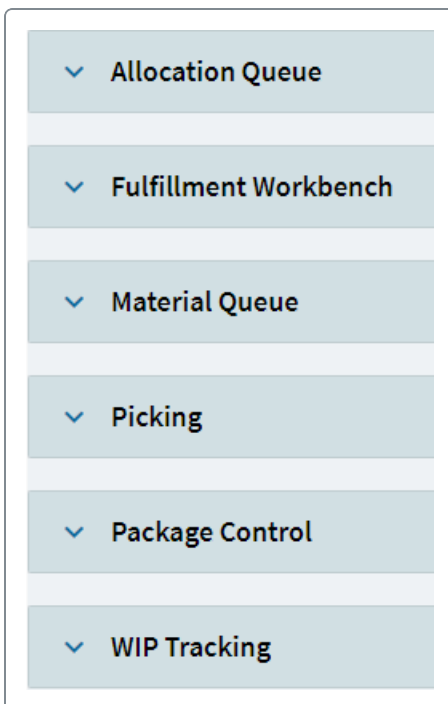 Allocation Queue
Fulfillment Workbench
Material Queue
Picking
Package Control
WIP Tracking